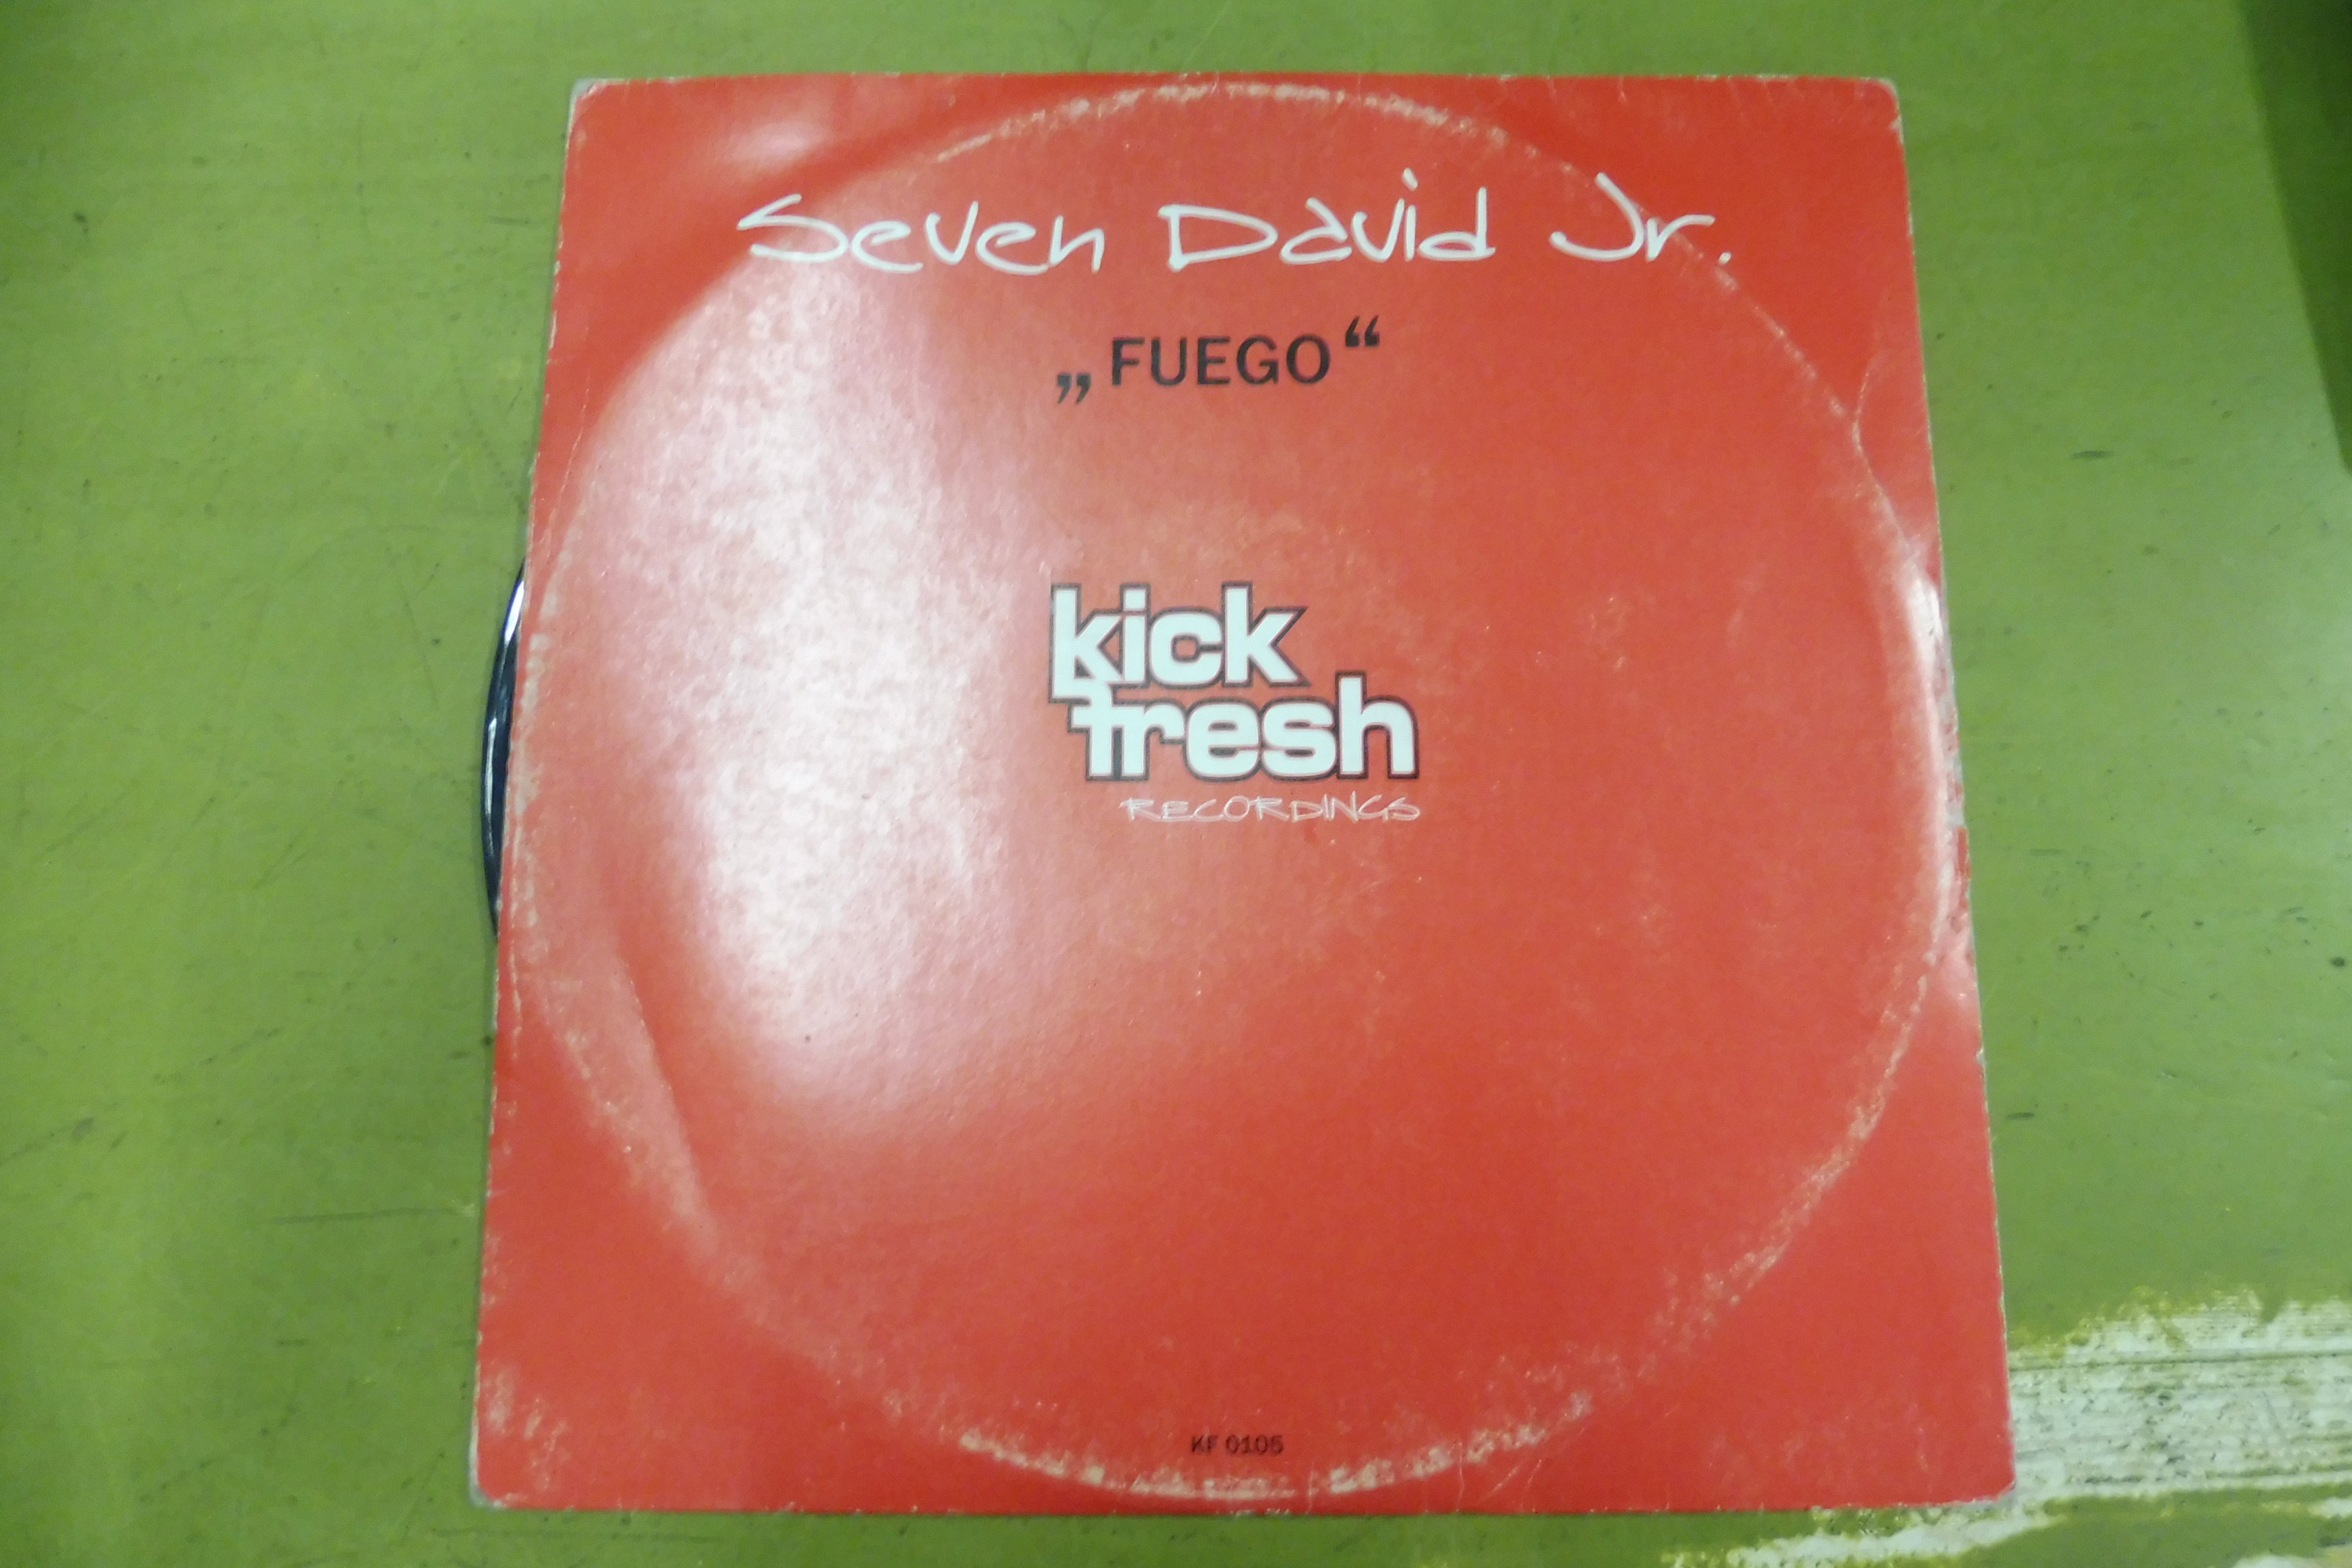 Seven David Jr.
„FUEGO“
kick
fresh
RECORDINGS
KF 0105